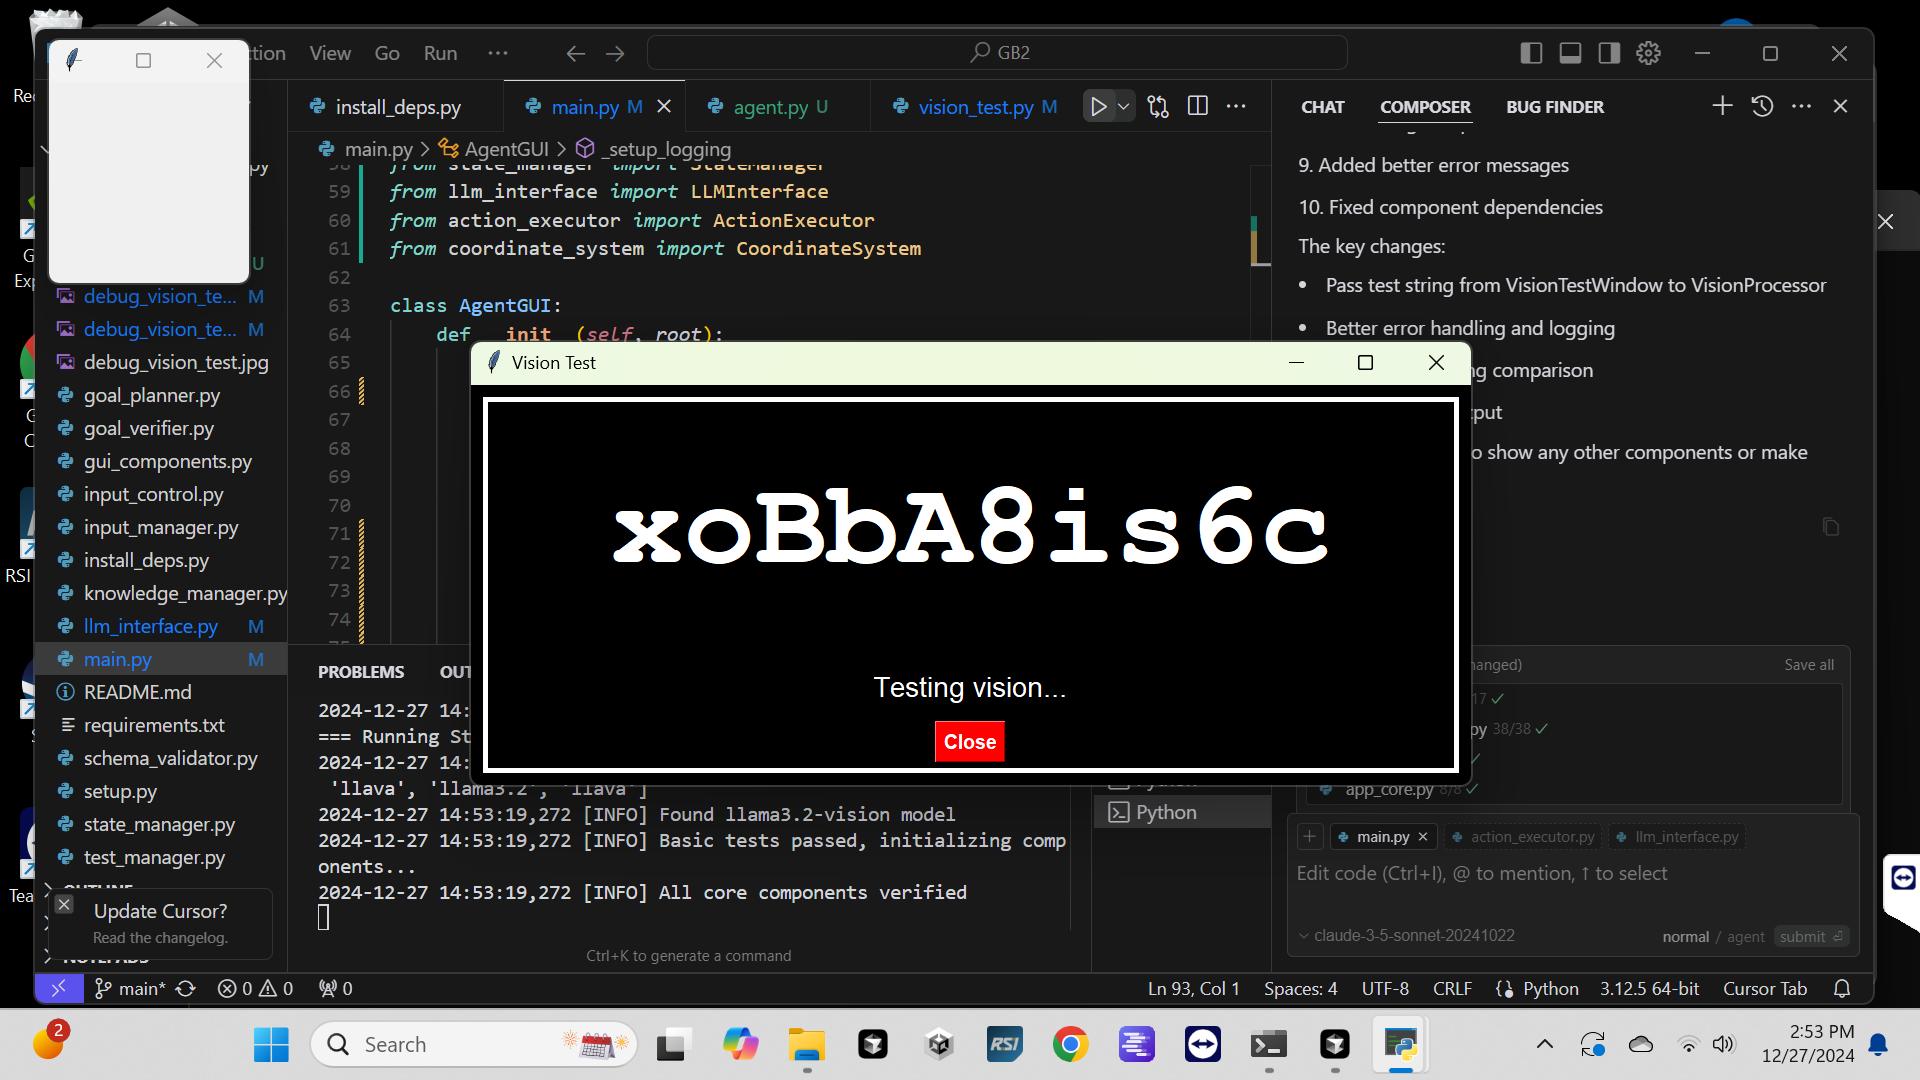 View Go Run ...
GB2
install_deps.py
main.py M
agent.py U
vision_test.py M
CHAT
COMPOSER
BUG FINDER
main.py > AgentGUI > _setup_logging
from state_manager import StateManager
59 from llm_interface import LLMInterface
60 from action_executor import ActionExecutor
61 from coordinate_system import CoordinateSystem
62
63 class AgentGUI:
64 def __init__(self, root):
65
66
67
68
69
70
71
72
73
74
U
debug_vision_te... M
debug_vision_te... M
debug_vision_test.jpg
goal_planner.py
goal_verifier.py
gui_components.py
input_control.py
input_manager.py
install_deps.py
knowledge_manager.py
llm_interface.py M
main.py M
README.md
requirements.txt
schema_validator.py
setup.py
state_manager.py
test_manager.py
OUTLINE
Update Cursor?
Read the changelog.
Vision Test
xoBbA8is6c
Testing vision...
Close
9. Added better error messages
10. Fixed component dependencies
The key changes:
• Pass test string from VisionTestWindow to VisionProcessor
• Better error handling and logging
comparison
o show any other components or make
Save all
17
py 38/38
app_core.py 8/8
main.py
action_executor.py
llm_interface.py
Edit code (Ctrl+I), @ to mention, ↑ to select
claude-3-5-sonnet-20241022
normal / agent submit
PROBLEMS
2024-12-27 14:
=== Running St
2024-12-27 14:
'llava', 'llama3.2', 'llava']
2024-12-27 14:53:19,272 [INFO] Found llama3.2-vision model
2024-12-27 14:53:19,272 [INFO] Basic tests passed, initializing comp
onents...
2024-12-27 14:53:19,272 [INFO] All core components verified
Ctrl+K to generate a command
Python
Python
main*
0
0
0
Ln 93, Col 1
Spaces: 4
UTF-8
CRLF
Python
3.12.5 64-bit
Cursor Tab
2
Search
RSI
2:53 PM
12/27/2024